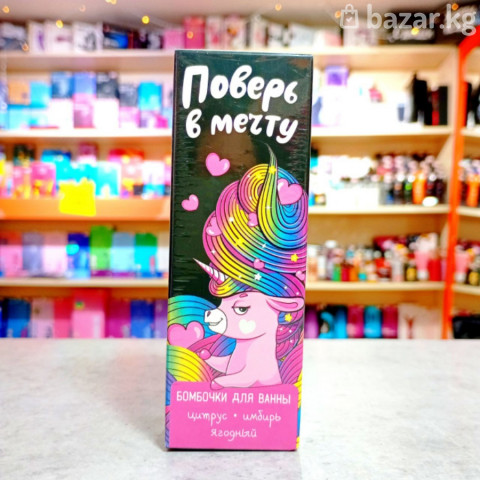 bazar.kg
Поверь
в мечту
БОМБОЧКИ ДЛЯ ВАННЫ
цитрус • имбирь
ягодный